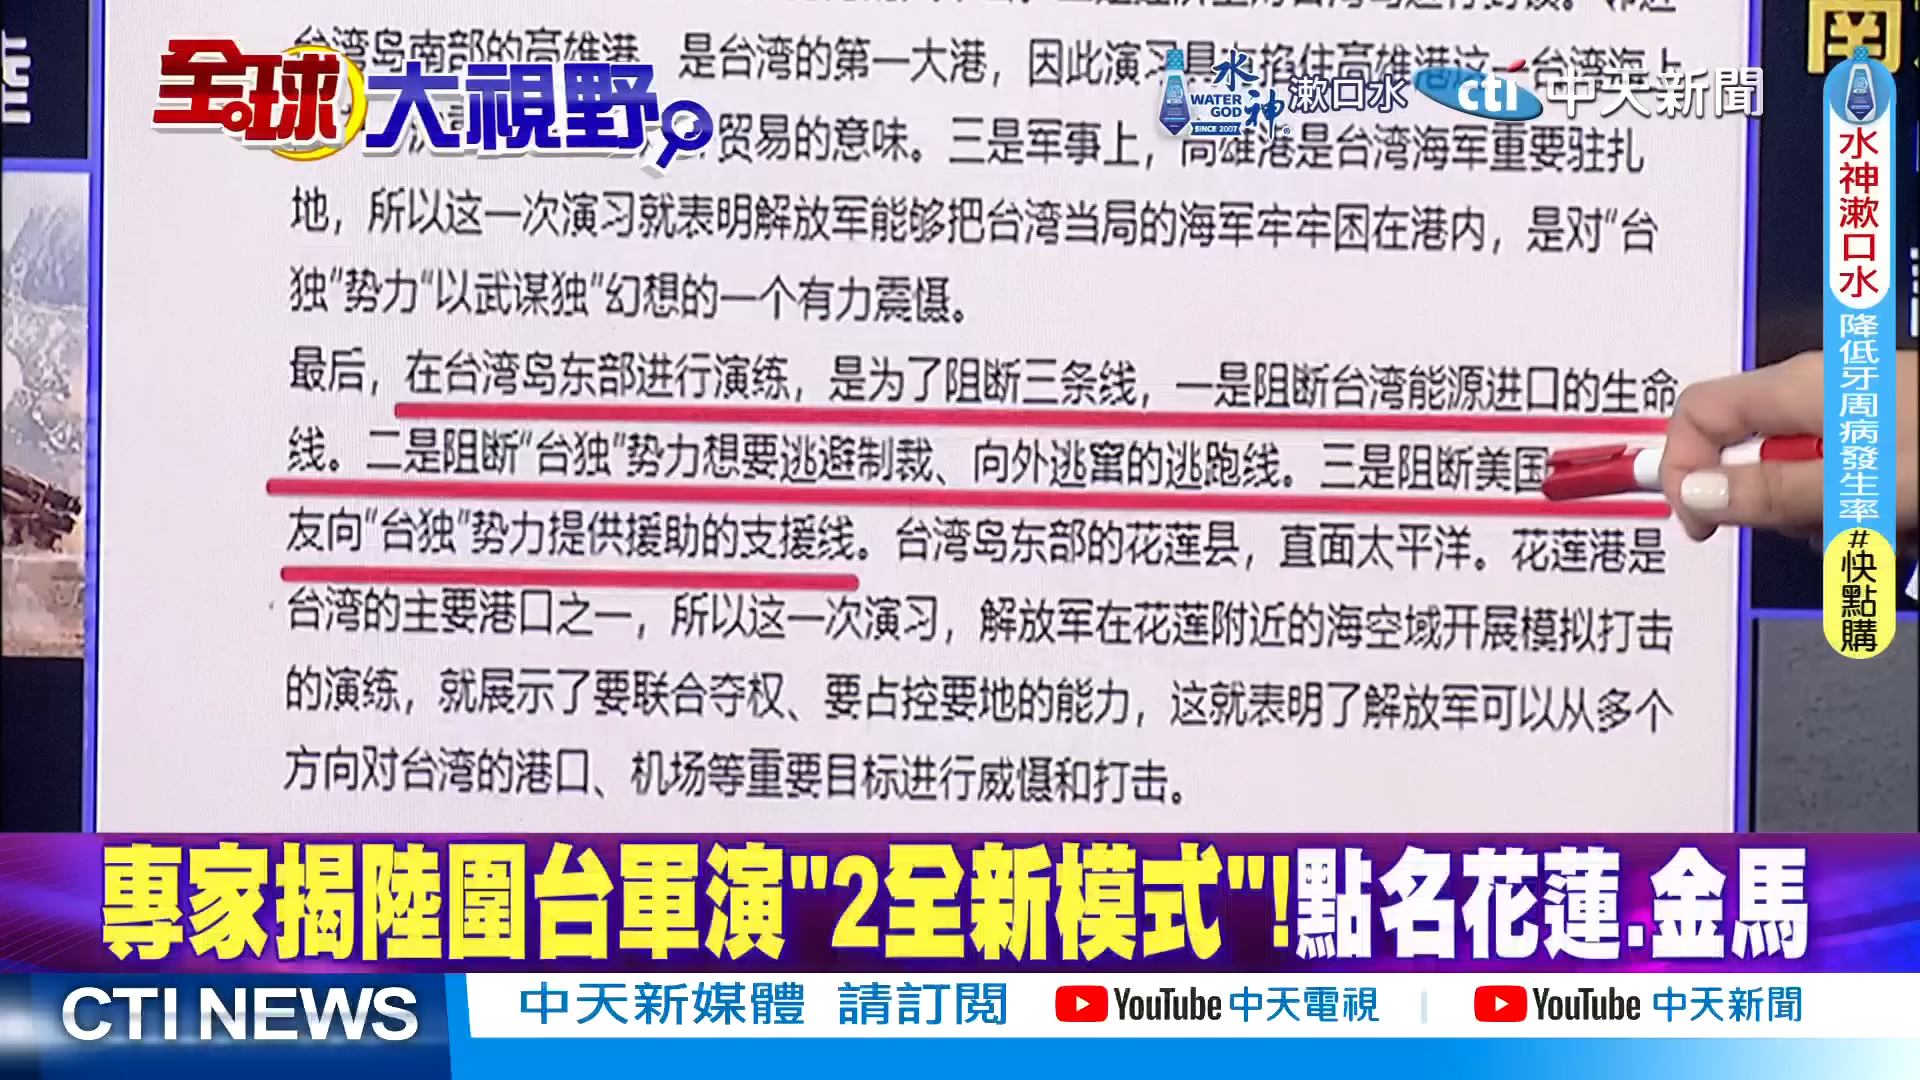 全球大視野
水神
WATER GOD
SINCE 2007
漱口水
cti 中天新聞
台湾岛南部的高雄港，是台湾的第一大港，因此演习具有掐住高雄港这一台湾海上
贸易的意味。三是军事上，高雄港是台湾海军重要驻扎
地，所以这一次演习就表明解放军能够把台湾当局的海军牢牢困在港内，是对“台
独”势力“以武谋独”幻想的一个有力震慑。
最后，在台湾岛东部进行演练，是为了阻断三条线，一是阻断台湾能源进口的生命
线。二是阻断“台独”势力想要逃避制裁、向外逃窜的逃跑线。三是阻断美国
友向“台独”势力提供援助的支援线。台湾岛东部的花莲县，直面太平洋。花莲港是
台湾的主要港口之一，所以这一次演习，解放军在花莲附近的海空域开展模拟打击
的演练，就展示了要联合夺权、要占控要地的能力，这就表明了解放军可以从多个
方向对台湾的港口、机场等重要目标进行威慑和打击。
水神漱口水
降低牙周病發生率
#快點購
專家揭陸圍台軍演"2全新模式"!點名花蓮.金馬
CTI NEWS
中天新媒體 請訂閱 YouTube 中天電視 | YouTube 中天新聞